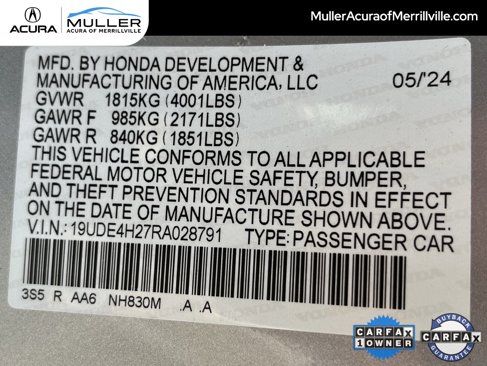 ACURA
MULLER
ACURA OF MERRILLVILLE
MullerAcuraofMerrillville.com
MFD. BY HONDA DEVELOPMENT &
MANUFACTURING OF AMERICA, LLC 05/'24
GVWR 1815KG (4001LBS)
GAWR F 985KG (2171LBS)
GAWR R 840KG (1851LBS)
THIS VEHICLE CONFORMS TO ALL APPLICABLE
FEDERAL MOTOR VEHICLE SAFETY, BUMPER,
AND THEFT PREVENTION STANDARDS IN EFFECT
ON THE DATE OF MANUFACTURE SHOWN ABOVE.
V.I.N.: 19UDE4H27RA028791 TYPE: PASSENGER CAR
3S5 R AA6 NH830M .A .A
CARFAX
1 OWNER
BUYBACK
CARFAX
GUARANTEE